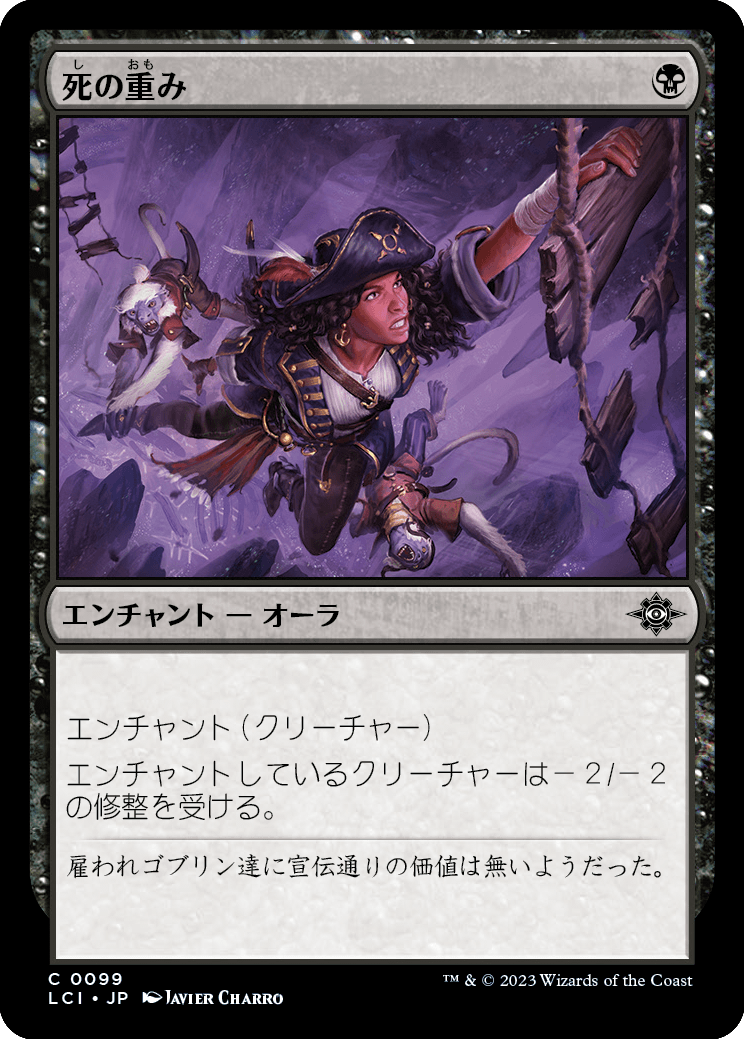 しおも
死の重み
エンチャント — オーラ
エンチャント(クリーチャー)
エンチャントしているクリーチャーは－２/－２
の修整を受ける。
雇われゴブリン達に宣伝通りの価値は無いようだった。
C 0099
LCI • JP Javier Charro
™ & © 2023 Wizards of the Coast